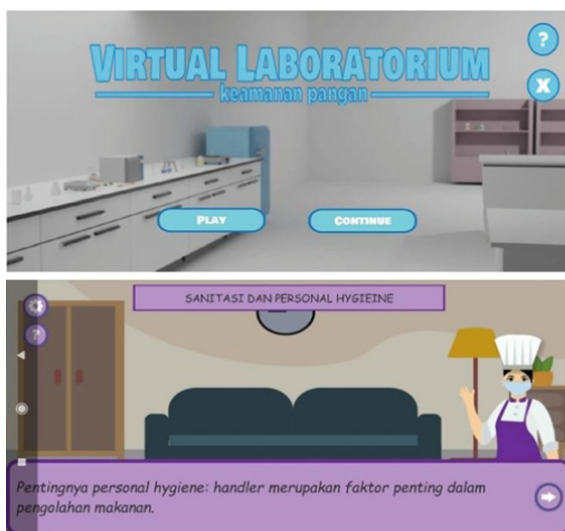 VIRTUAL LABORATORIUM
keamanan pangan
?
X
PLAY
CONTINUE
SANITASI DAN PERSONAL HYGIEINE
?
Pentingnya personal hygiene: handler merupakan faktor penting dalam
pengolahan makanan.